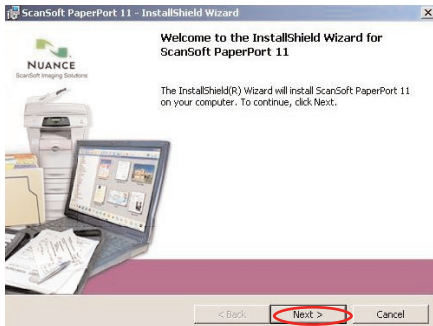 ScanSoft PaperPort 11 - InstallShield Wizard
Welcome to the InstallShield Wizard for
ScanSoft PaperPort 11
NUANCE
ScanSoft Imaging Solutions
The InstallShield(R) Wizard will install ScanSoft PaperPort 11
on your computer. To continue, click Next.
< Back
Next >
Cancel